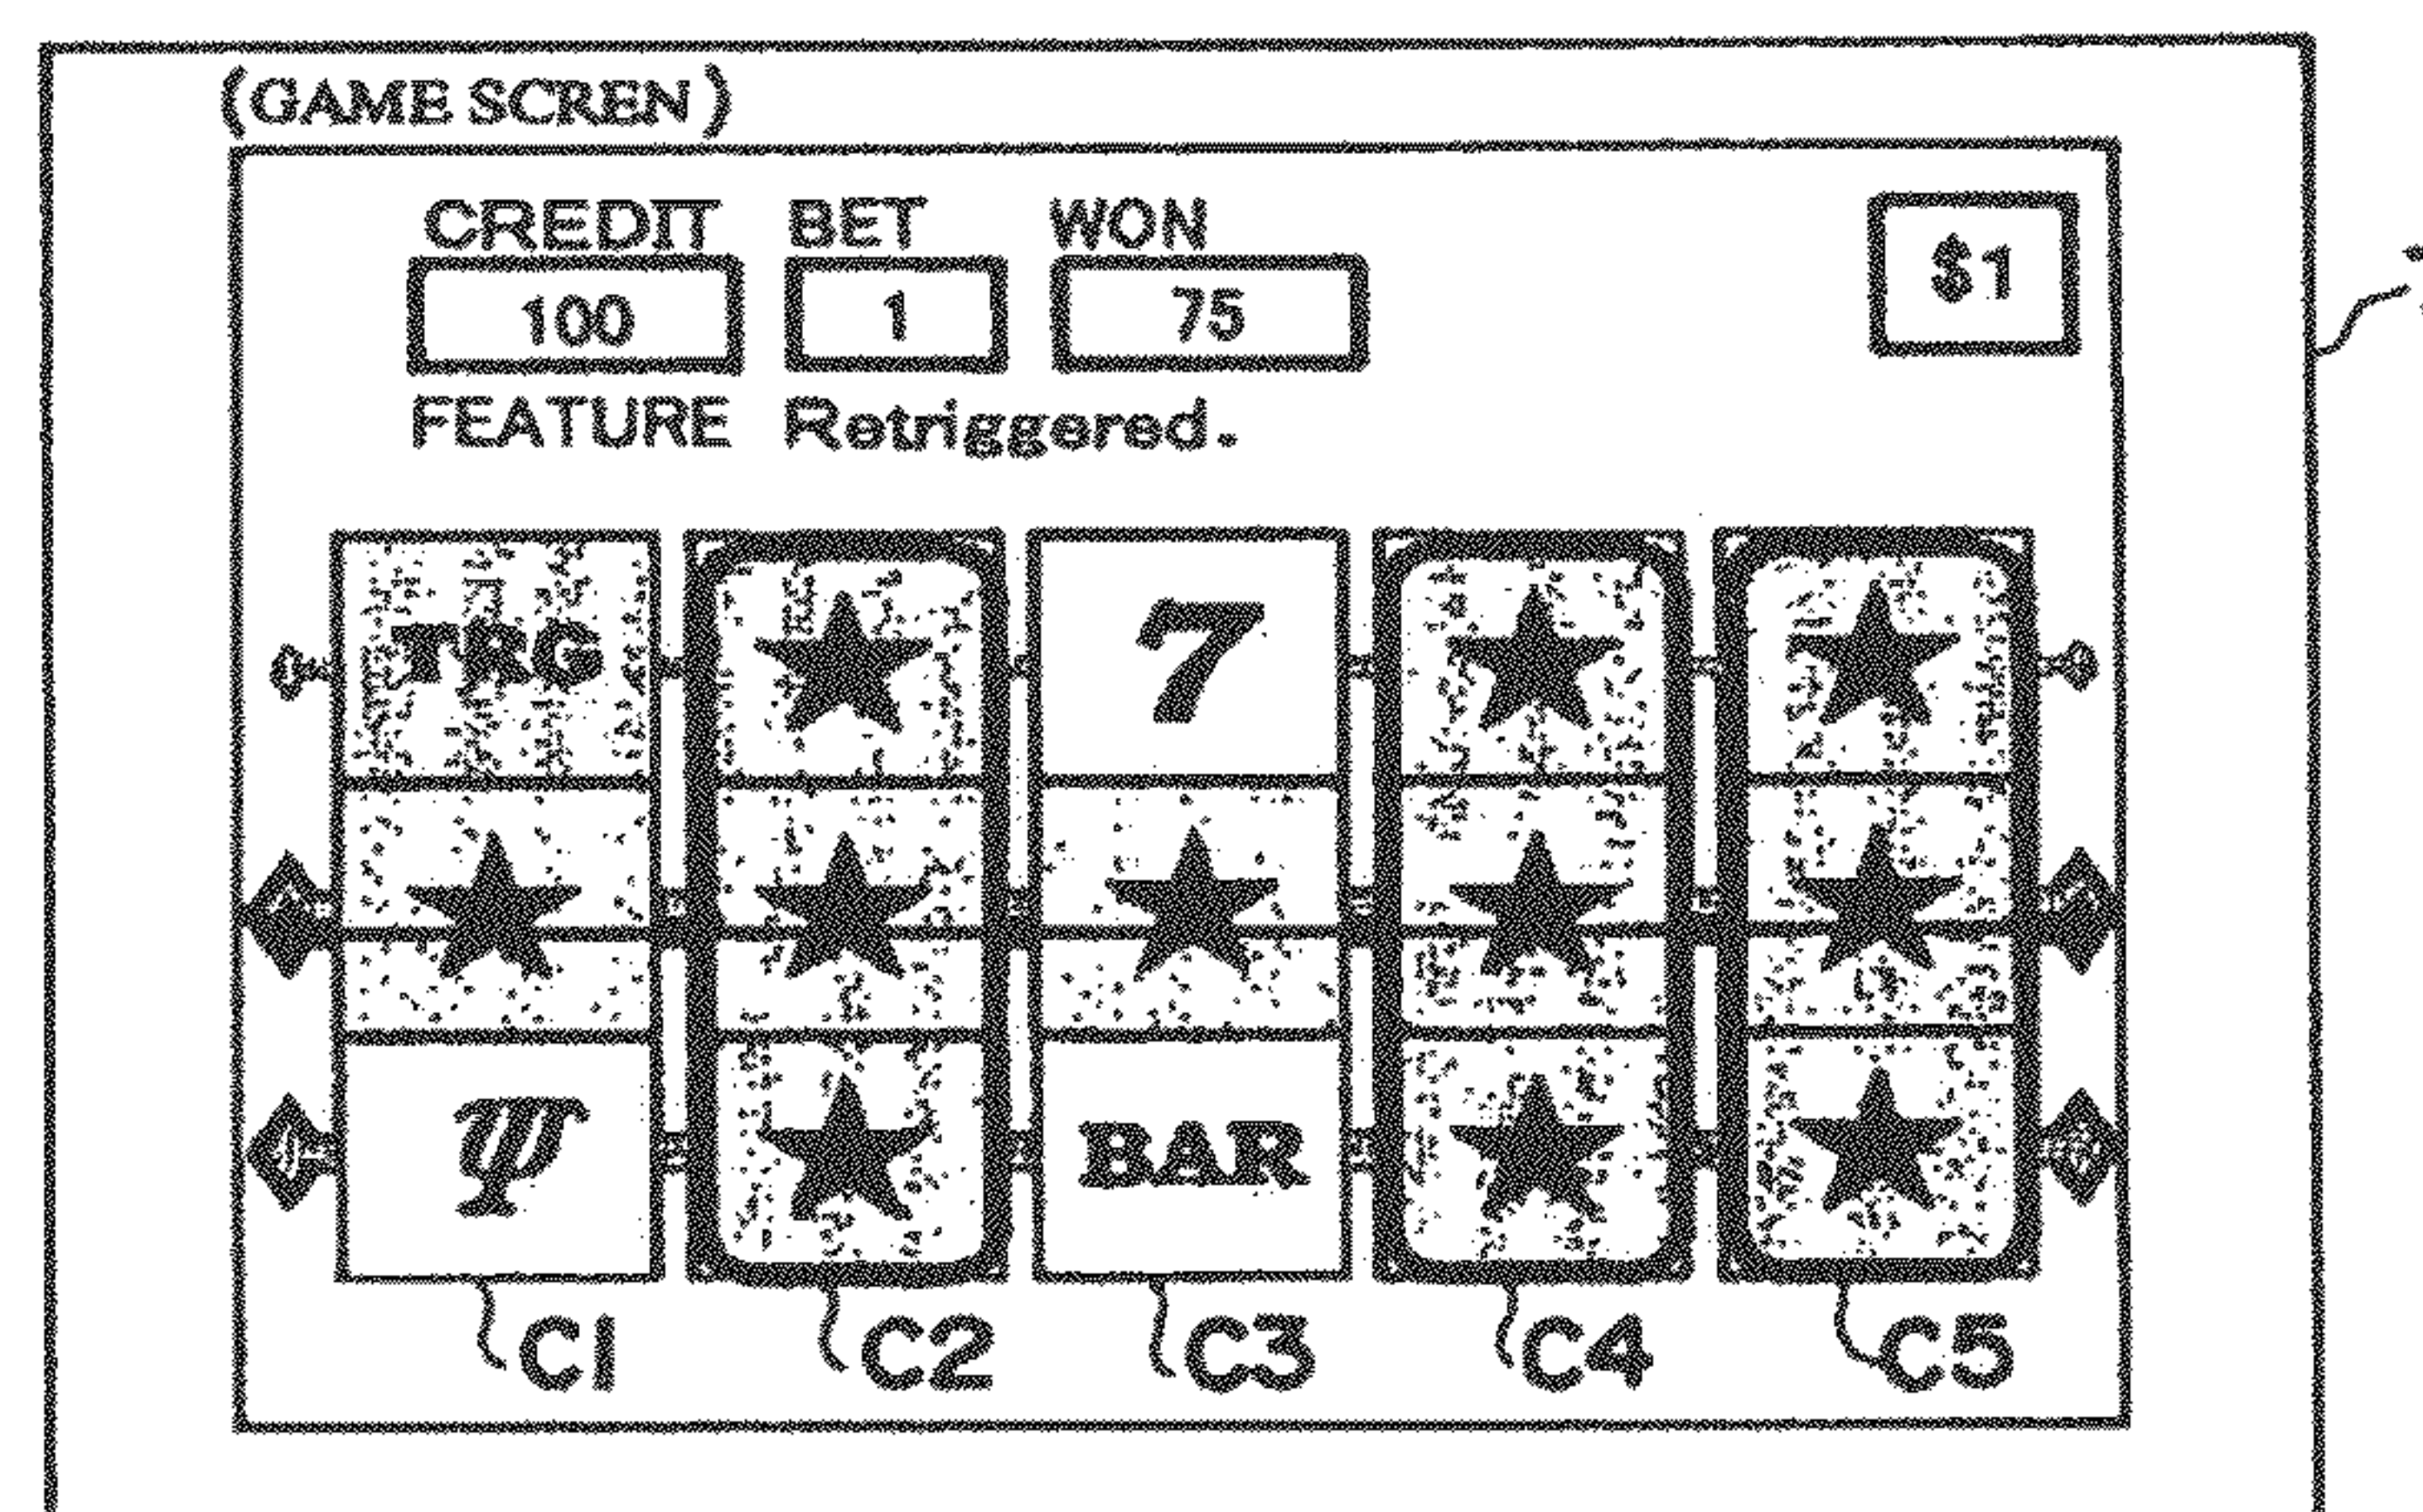 (GAME SCREN)
CREDIT BET WON
100 1 75 $1
FEATURE Retriggered.
TRG 7
BAR
C1 C2 C3 C4 C5